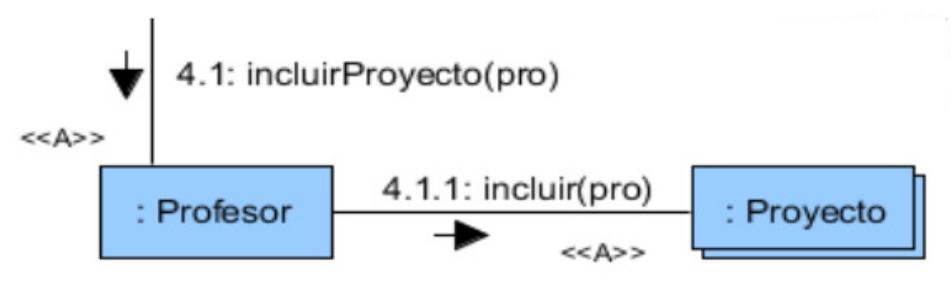 4.1: incluirProyecto(pro)
<<A>>
: Profesor
4.1.1: incluir(pro)
: Proyecto
<<A>>